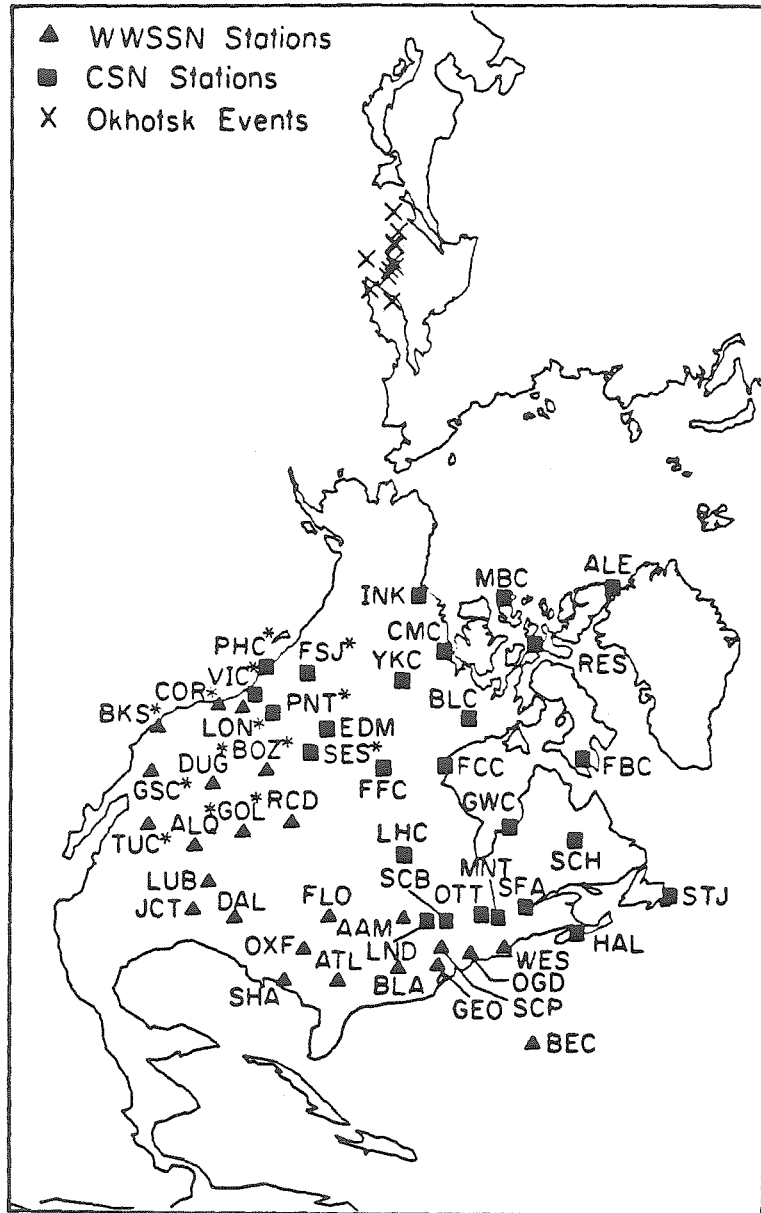 ▲ WWSSN Stations
■ CSN Stations
X Okhotsk Events
ALE
INK
MBC
CMC
PHC*
FSJ*
YKC
RES
VIC*
COR*
BLC
BKS*
LON*
PNT*
EDM
DUG*
BOZ*
SES*
FCC
FBC
GSC*
FFC
GWC
ALQ*
GOL*
RCD
TUC*
LHC
SCH
MNT
SCB
OTT
SFA
LUB
STJ
JCT
DAL
FLO
AAM
HAL
OXF
ATL
LND
WES
SHA
BLA
OGD
GEO
SCP
BEC